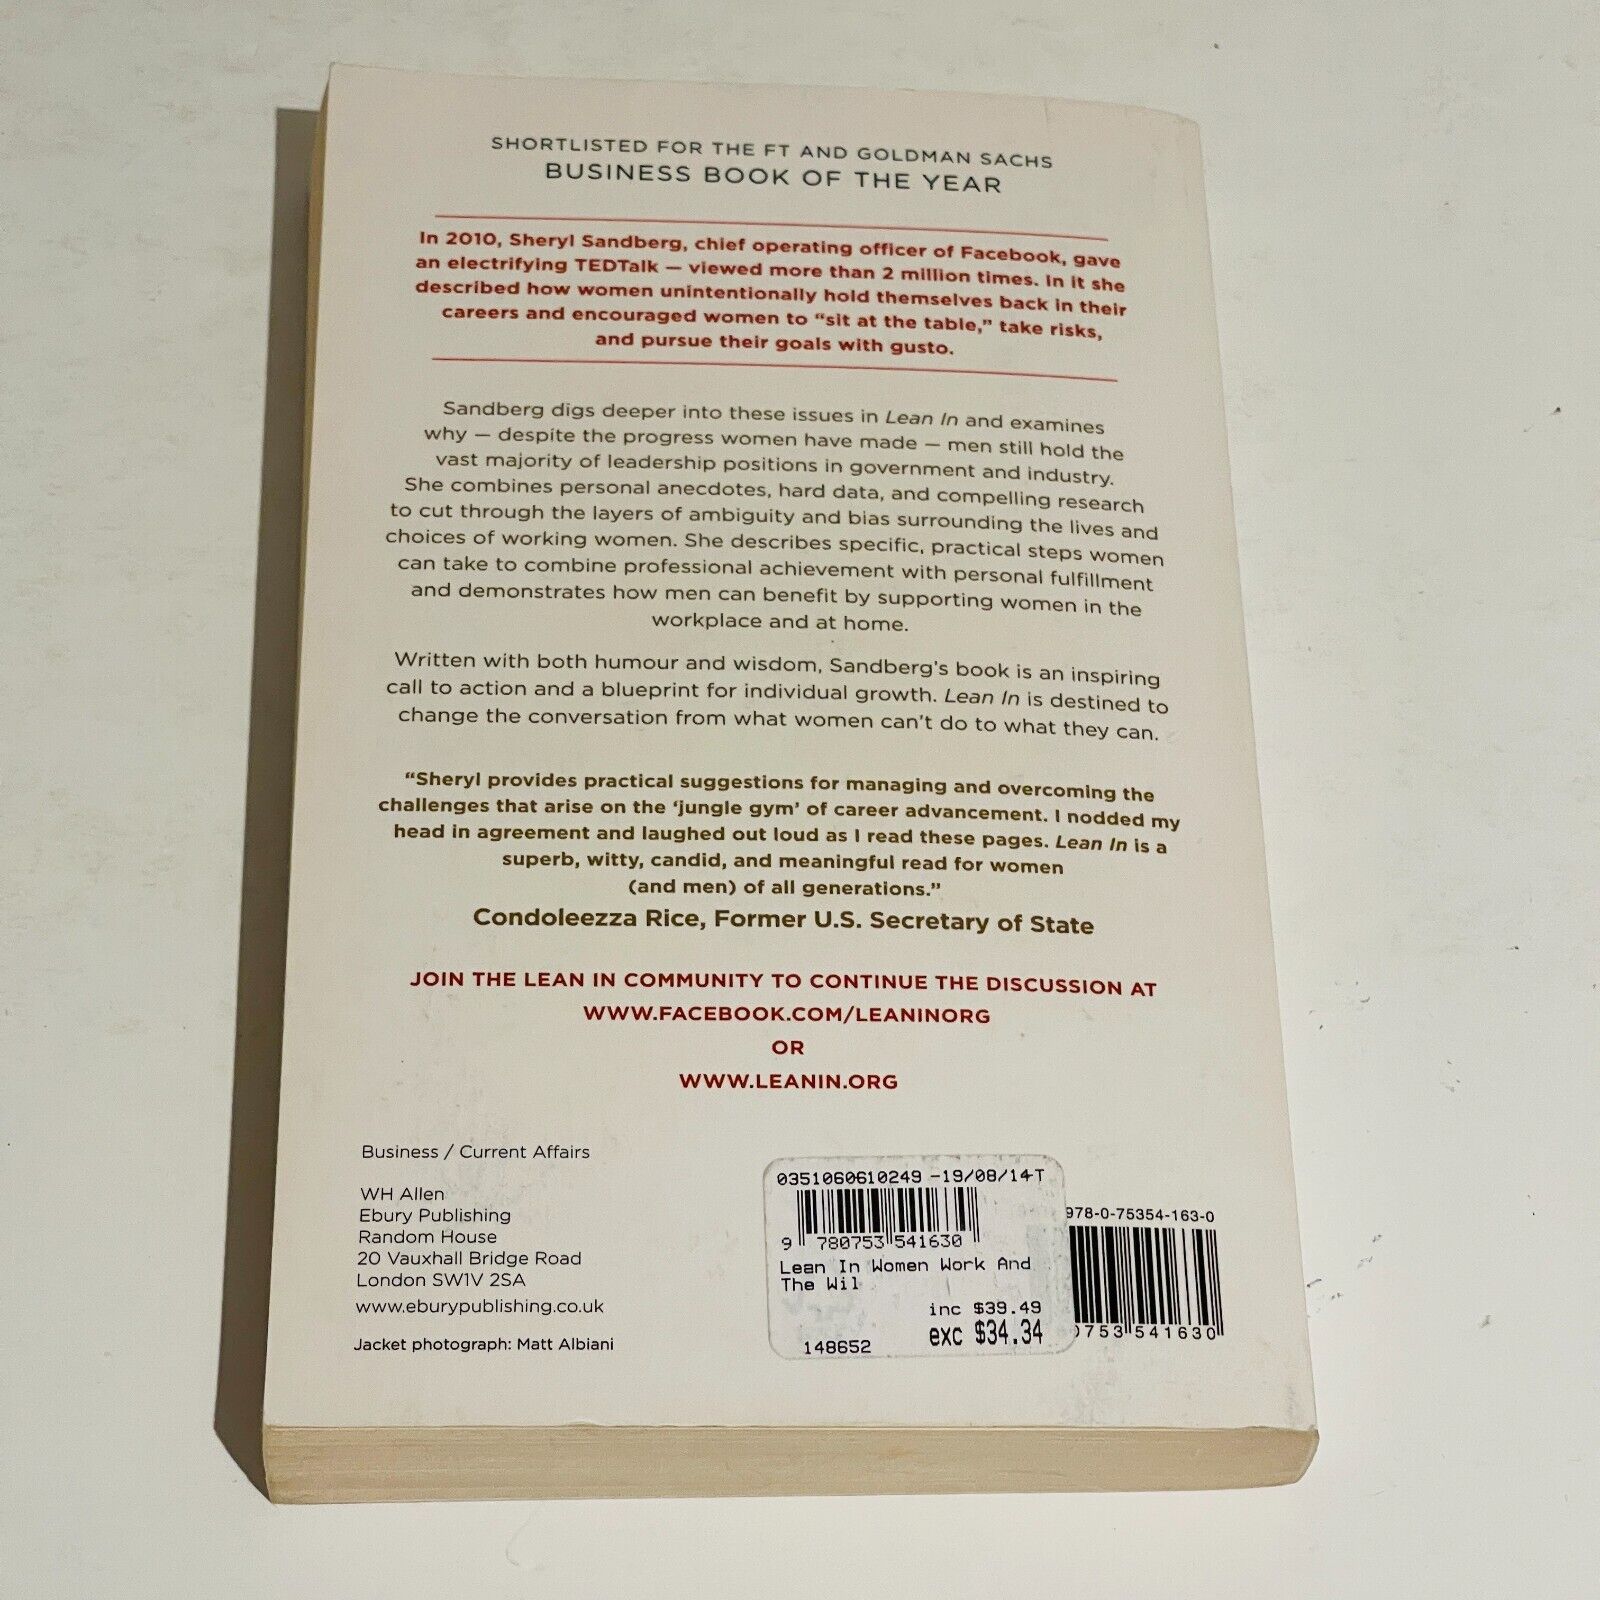 SHORTLISTED FOR THE FT AND GOLDMAN SACHS
BUSINESS BOOK OF THE YEAR
In 2010, Sheryl Sandberg, chief operating officer of Facebook, gave
an electrifying TEDTalk — viewed more than 2 million times. In it she
described how women unintentionally hold themselves back in their
careers and encouraged women to “sit at the table,” take risks,
and pursue their goals with gusto.
Sandberg digs deeper into these issues in Lean In and examines
why — despite the progress women have made — men still hold the
vast majority of leadership positions in government and industry.
She combines personal anecdotes, hard data, and compelling research
to cut through the layers of ambiguity and bias surrounding the lives and
choices of working women. She describes specific, practical steps women
can take to combine professional achievement with personal fulfillment
and demonstrates how men can benefit by supporting women in the
workplace and at home.
Written with both humour and wisdom, Sandberg’s book is an inspiring
call to action and a blueprint for individual growth. Lean In is destined to
change the conversation from what women can’t do to what they can.
“Sheryl provides practical suggestions for managing and overcoming the
challenges that arise on the ‘jungle gym’ of career advancement. I nodded my
head in agreement and laughed out loud as I read these pages. Lean In is a
superb, witty, candid, and meaningful read for women
(and men) of all generations.”
Condoleezza Rice, Former U.S. Secretary of State
JOIN THE LEAN IN COMMUNITY TO CONTINUE THE DISCUSSION AT
WWW.FACEBOOK.COM/LEANINORG
OR
WWW.LEANIN.ORG
Business / Current Affairs
WH Allen
Ebury Publishing
Random House
20 Vauxhall Bridge Road
London SW1V 2SA
www.eburypublishing.co.uk
Jacket photograph: Matt Albiani
0351060610249 -19/08/14-T
9 780753 541630
Lean In Women Work And
The Wil
inc $39.49
exc $34.34
148652
978-0-75354-163-0
0753 541630